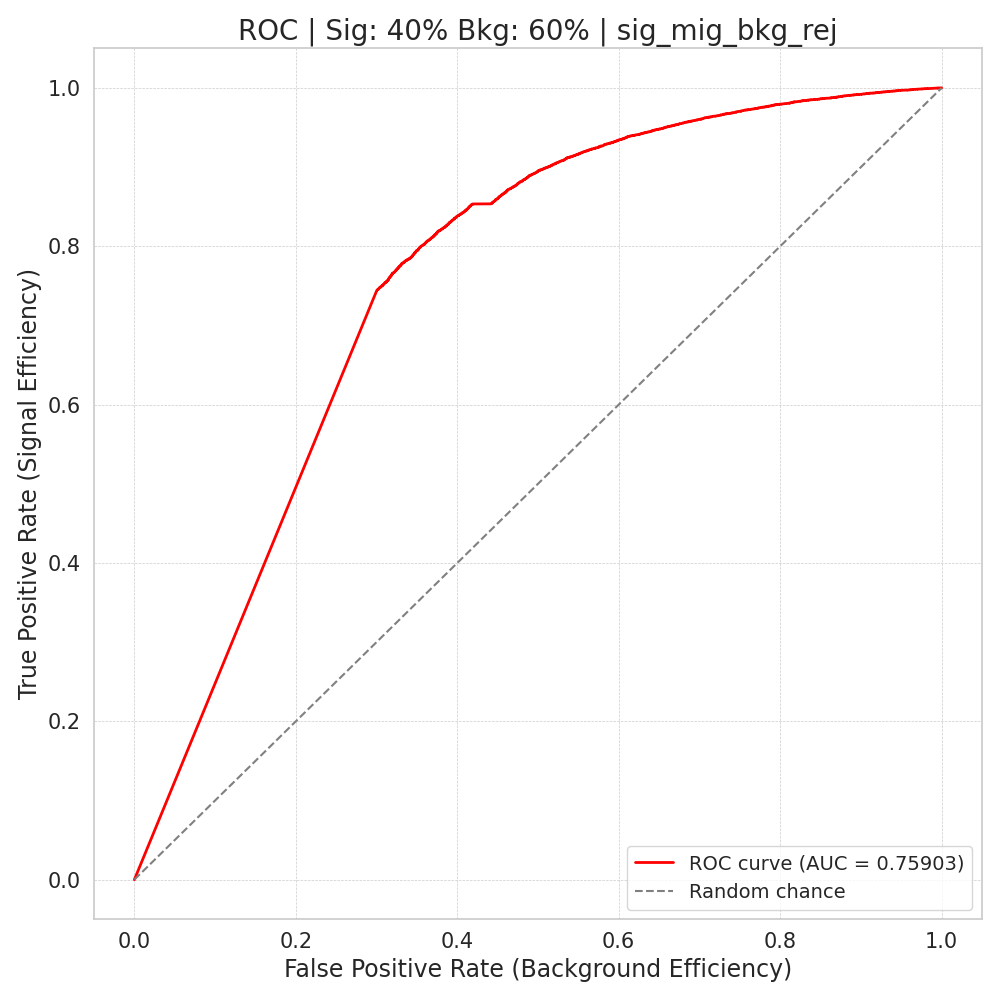 ROC | Sig: 40% Bkg: 60% | sig_mig_bkg_rej
True Positive Rate (Signal Efficiency)
1.0
0.8
0.6
0.4
0.2
0.0
ROC curve (AUC = 0.75903)
Random chance
0.0 0.2 0.4 0.6 0.8 1.0
False Positive Rate (Background Efficiency)